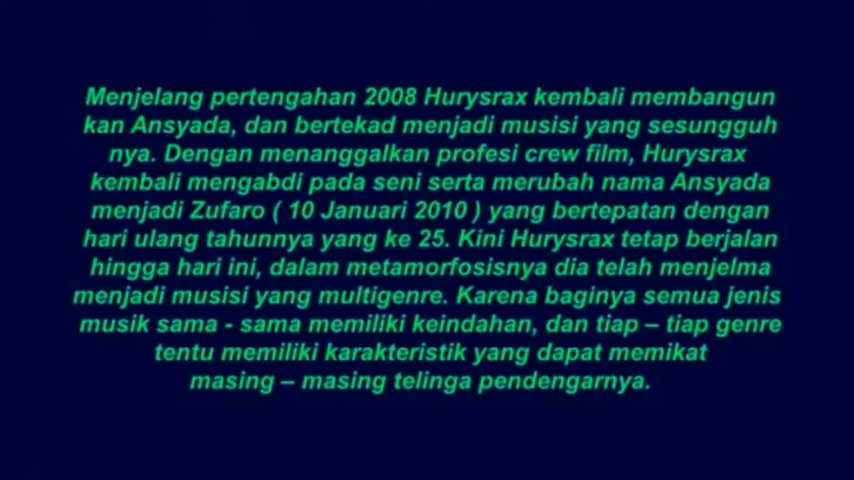 Menjelang pertengahan 2008 Hurysrax kembali membangun
kan Ansyada, dan bertekad menjadi musisi yang sesungguh
nya. Dengan menanggalkan profesi crew film, Hurysrax
kembali mengabdi pada seni serta merubah nama Ansyada
menjadi Zufaro ( 10 Januari 2010 ) yang bertepatan dengan
hari ulang tahunnya yang ke 25. Kini Hurysrax tetap berjalan
hingga hari ini, dalam metamorfosisnya dia telah menjelma
menjadi musisi yang multigenre. Karena baginya semua jenis
musik sama - sama memiliki keindahan, dan tiap – tiap genre
tentu memiliki karakteristik yang dapat memikat
masing – masing telinga pendengarnya.